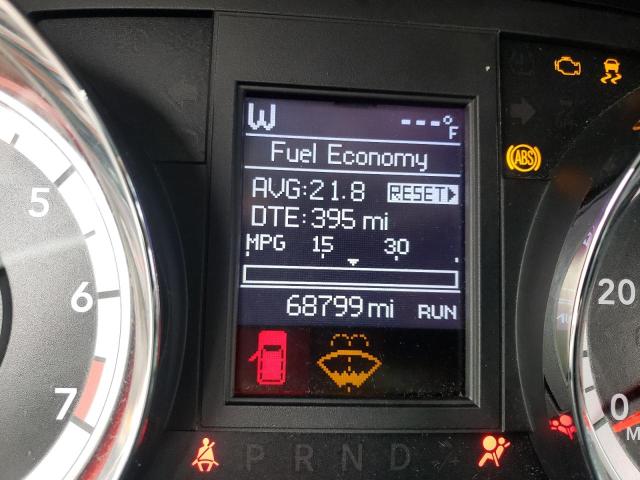 W ---°F
Fuel Economy
AVG:21.8 RESET
DTE:395 mi
MPG 15 30
68799 mi RUN
ABS
5
6
7
20
0
P R N D